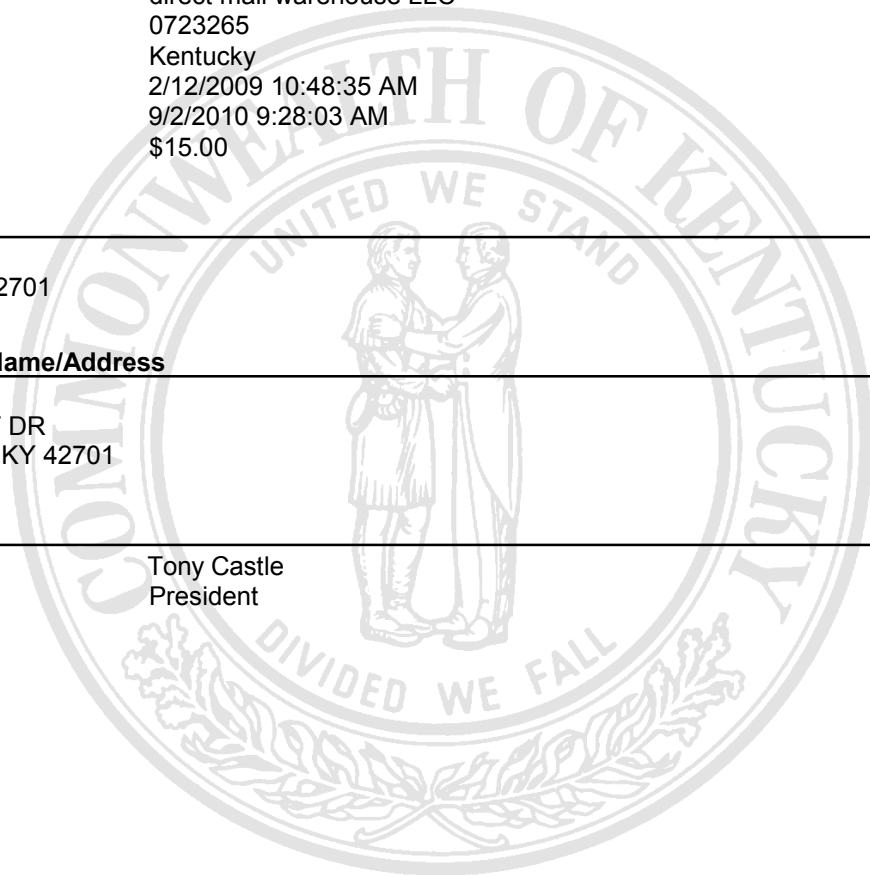 direct mail warehouse LLC
0723265
Kentucky
2/12/2009 10:48:35 AM
9/2/2010 9:28:03 AM
$15.00
2701
Name/Address
DR
KY 42701
Tony Castle
President
COMMONWEALTH OF KENTUCKY
UNITED WE STAND
DIVIDED WE FALL